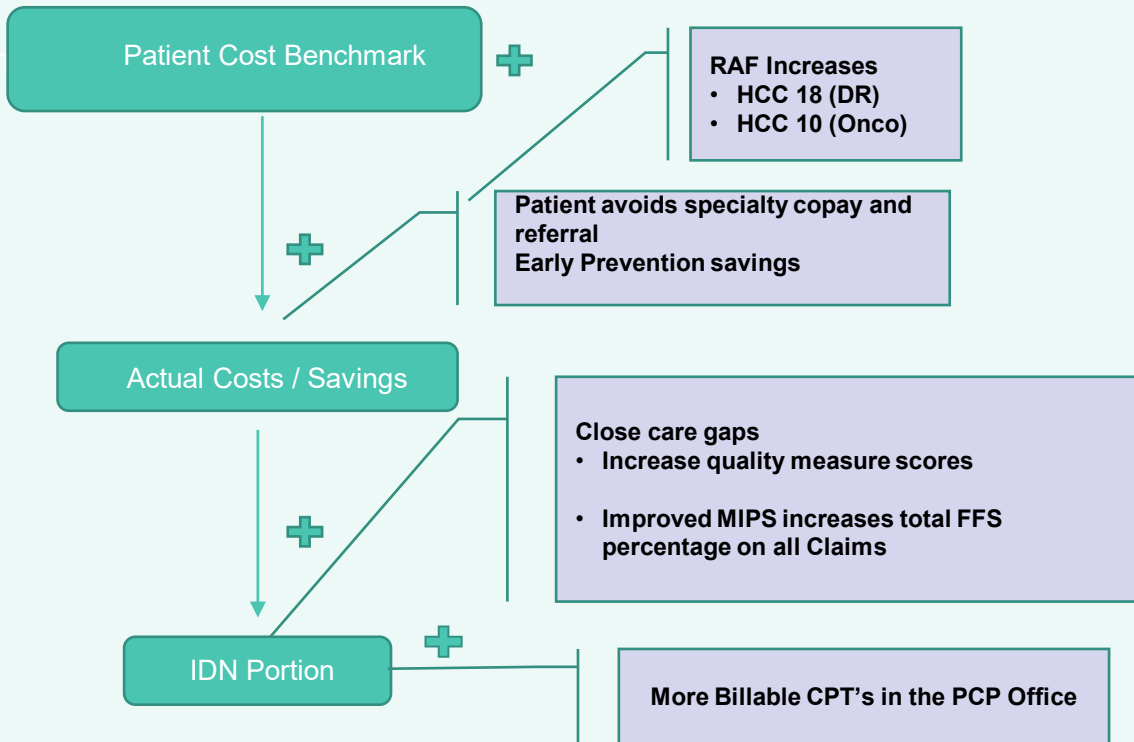 Patient Cost Benchmark
RAF Increases
• HCC 18 (DR)
• HCC 10 (Onco)
Patient avoids specialty copay and
referral
Early Prevention savings
Actual Costs / Savings
Close care gaps
• Increase quality measure scores
• Improved MIPS increases total FFS
percentage on all Claims
IDN Portion
More Billable CPT's in the PCP Office